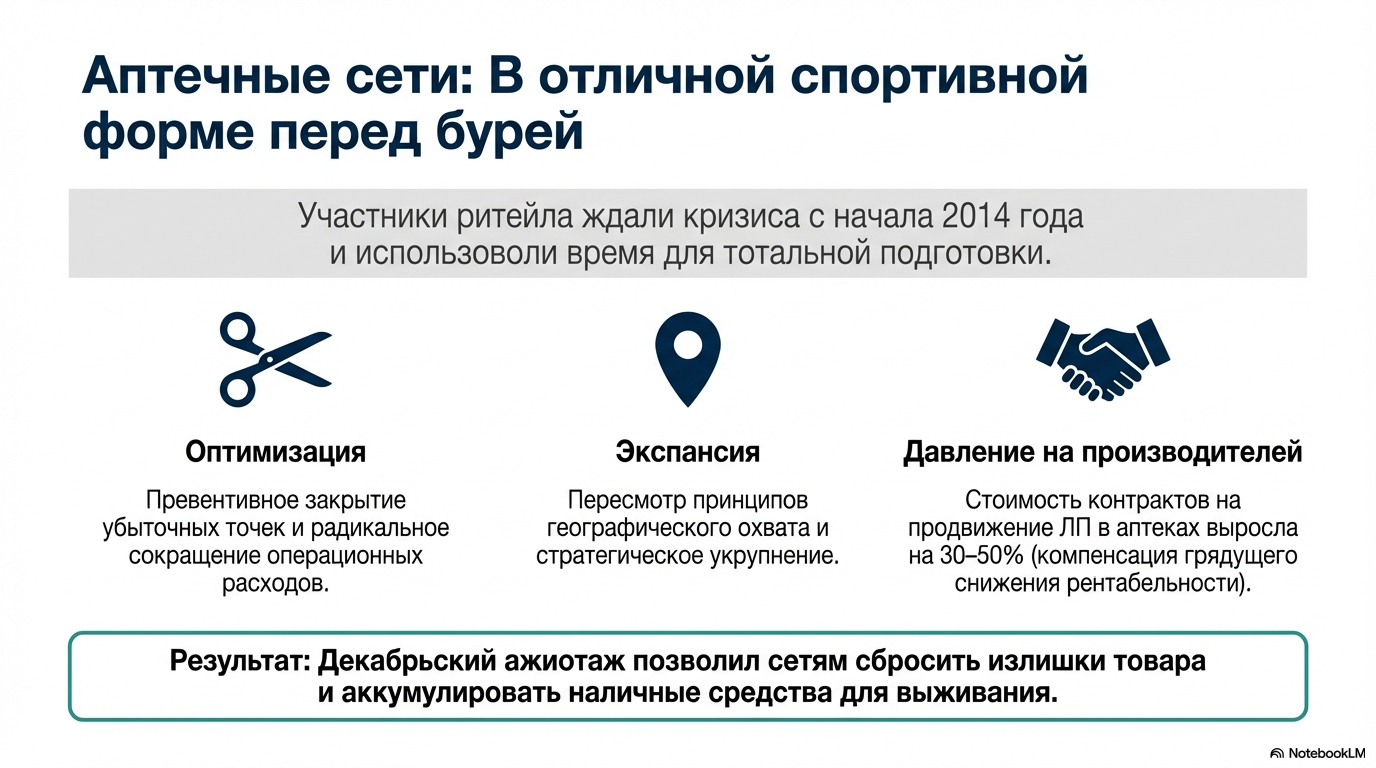 Аптечные сети: В отличной спортивной
форме перед бурей
Участники ритейла ждали кризиса с начала 2014 года
и использоволи время для тотальной подготовки.
Оптимизация
Превентивное закрытие
убыточных точек и радикальное
сокращение операционных
расходов.
Экспансия
Пересмотр принципов
географического охвата и
стратегическое укрупнение.
Давление на производителей
Стоимость контрактов на
продвижение ЛП в аптеках выросла
на 30–50% (компенсация грядущего
снижения рентабельности).
Результат: Декабрьский ажиотаж позволил сетям сбросить излишки товара
и аккумулировать наличные средства для выживания.
NotebookLM